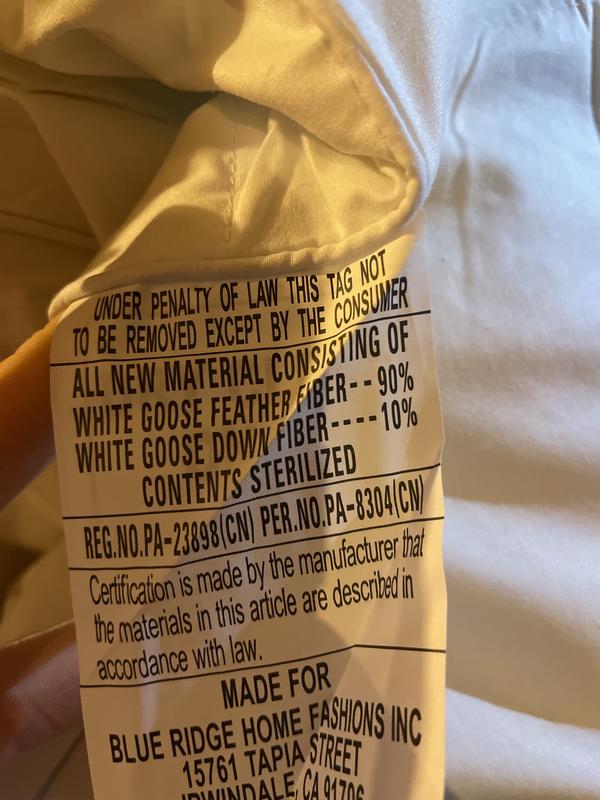 UNDER PENALTY OF LAW THIS TAG NOT
TO BE REMOVED EXCEPT BY THE CONSUMER
ALL NEW MATERIAL CONSISTING OF
WHITE GOOSE FEATHER FIBER--90%
WHITE GOOSE DOWN FIBER----10%
CONTENTS STERILIZED
REG.NO.PA-23898(CN) PER.NO.PA-8304(CN)
Certification is made by the manufacturer that
the materials in this article are described in
accordance with law.
MADE FOR
BLUE RIDGE HOME FASHIONS INC
15761 TAPIA STREET
IRWINDALE, CA 91706